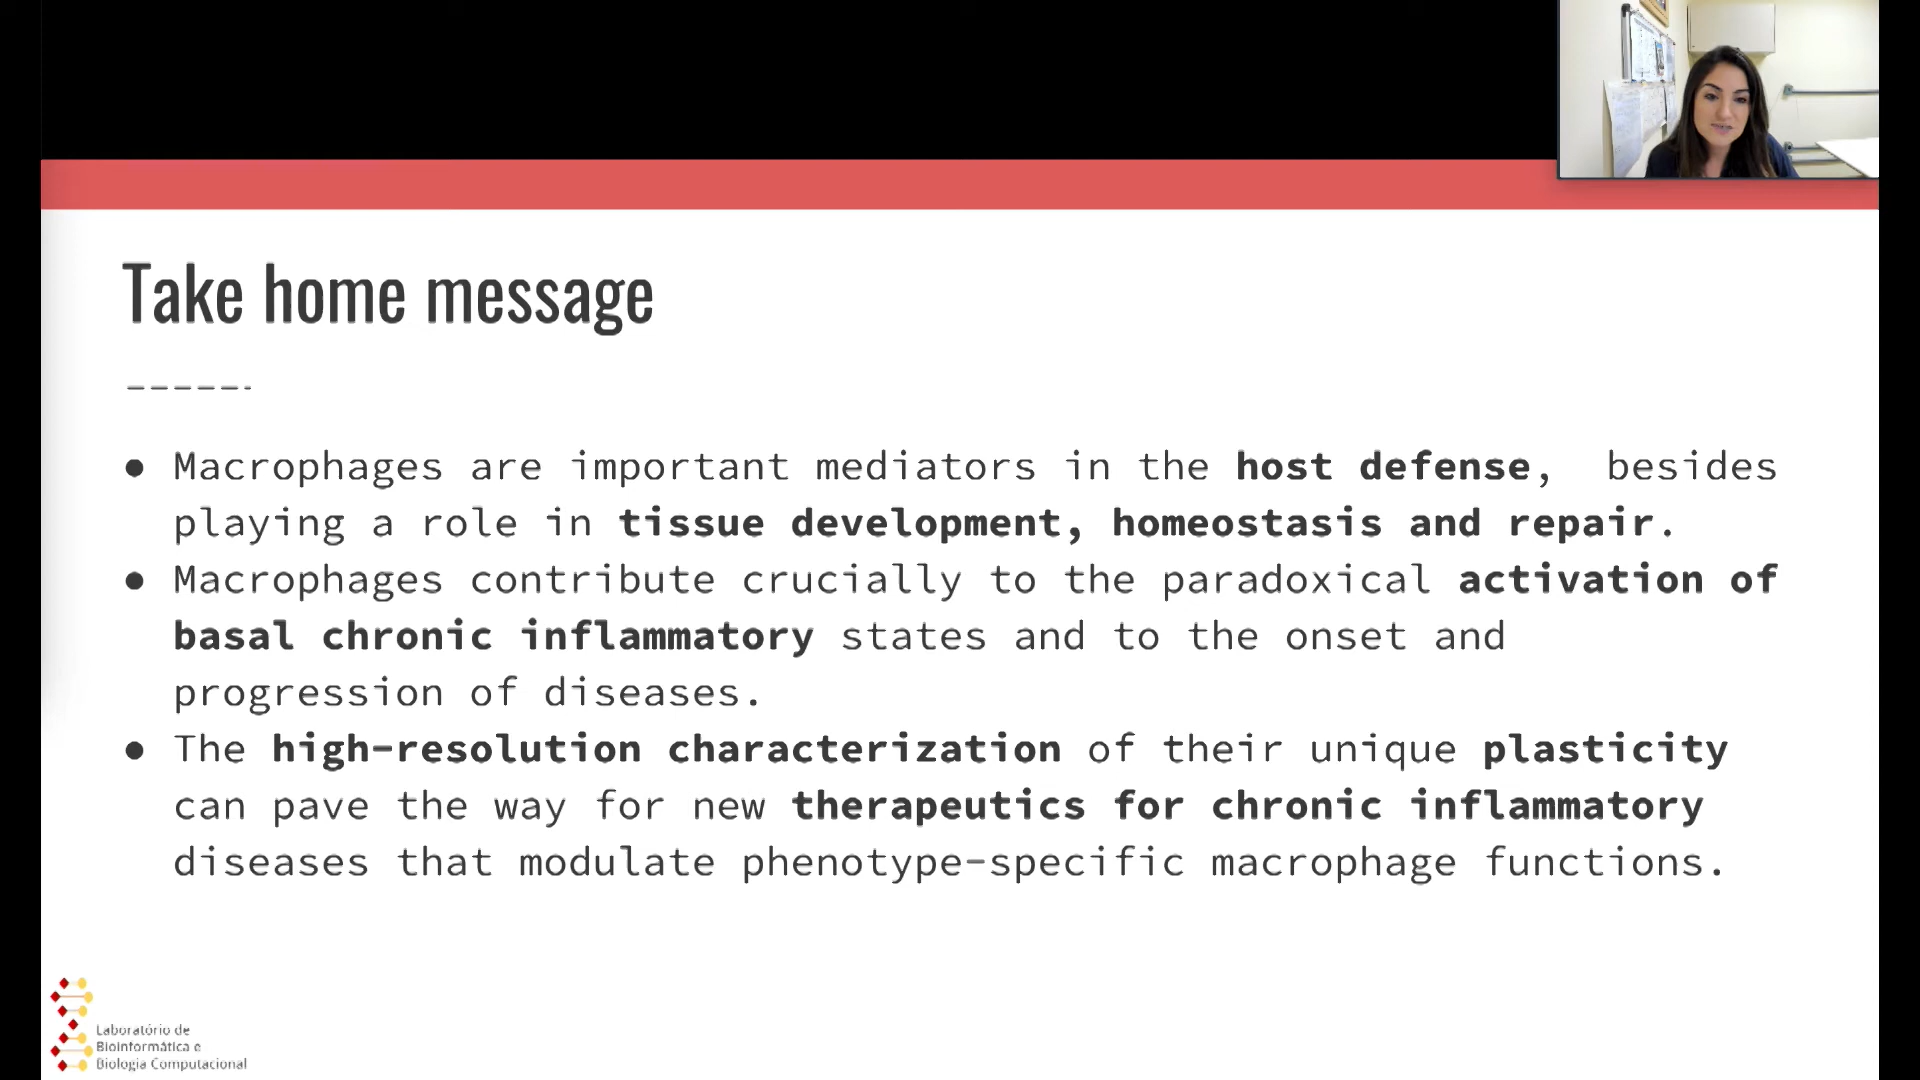 Take home message
● Macrophages are important mediators in the host defense, besides
playing a role in tissue development, homeostasis and repair.
● Macrophages contribute crucially to the paradoxical activation of
basal chronic inflammatory states and to the onset and
progression of diseases.
● The high-resolution characterization of their unique plasticity
can pave the way for new therapeutics for chronic inflammatory
diseases that modulate phenotype-specific macrophage functions.
Laboratório de
Bioinformática e
Biologia Computacional